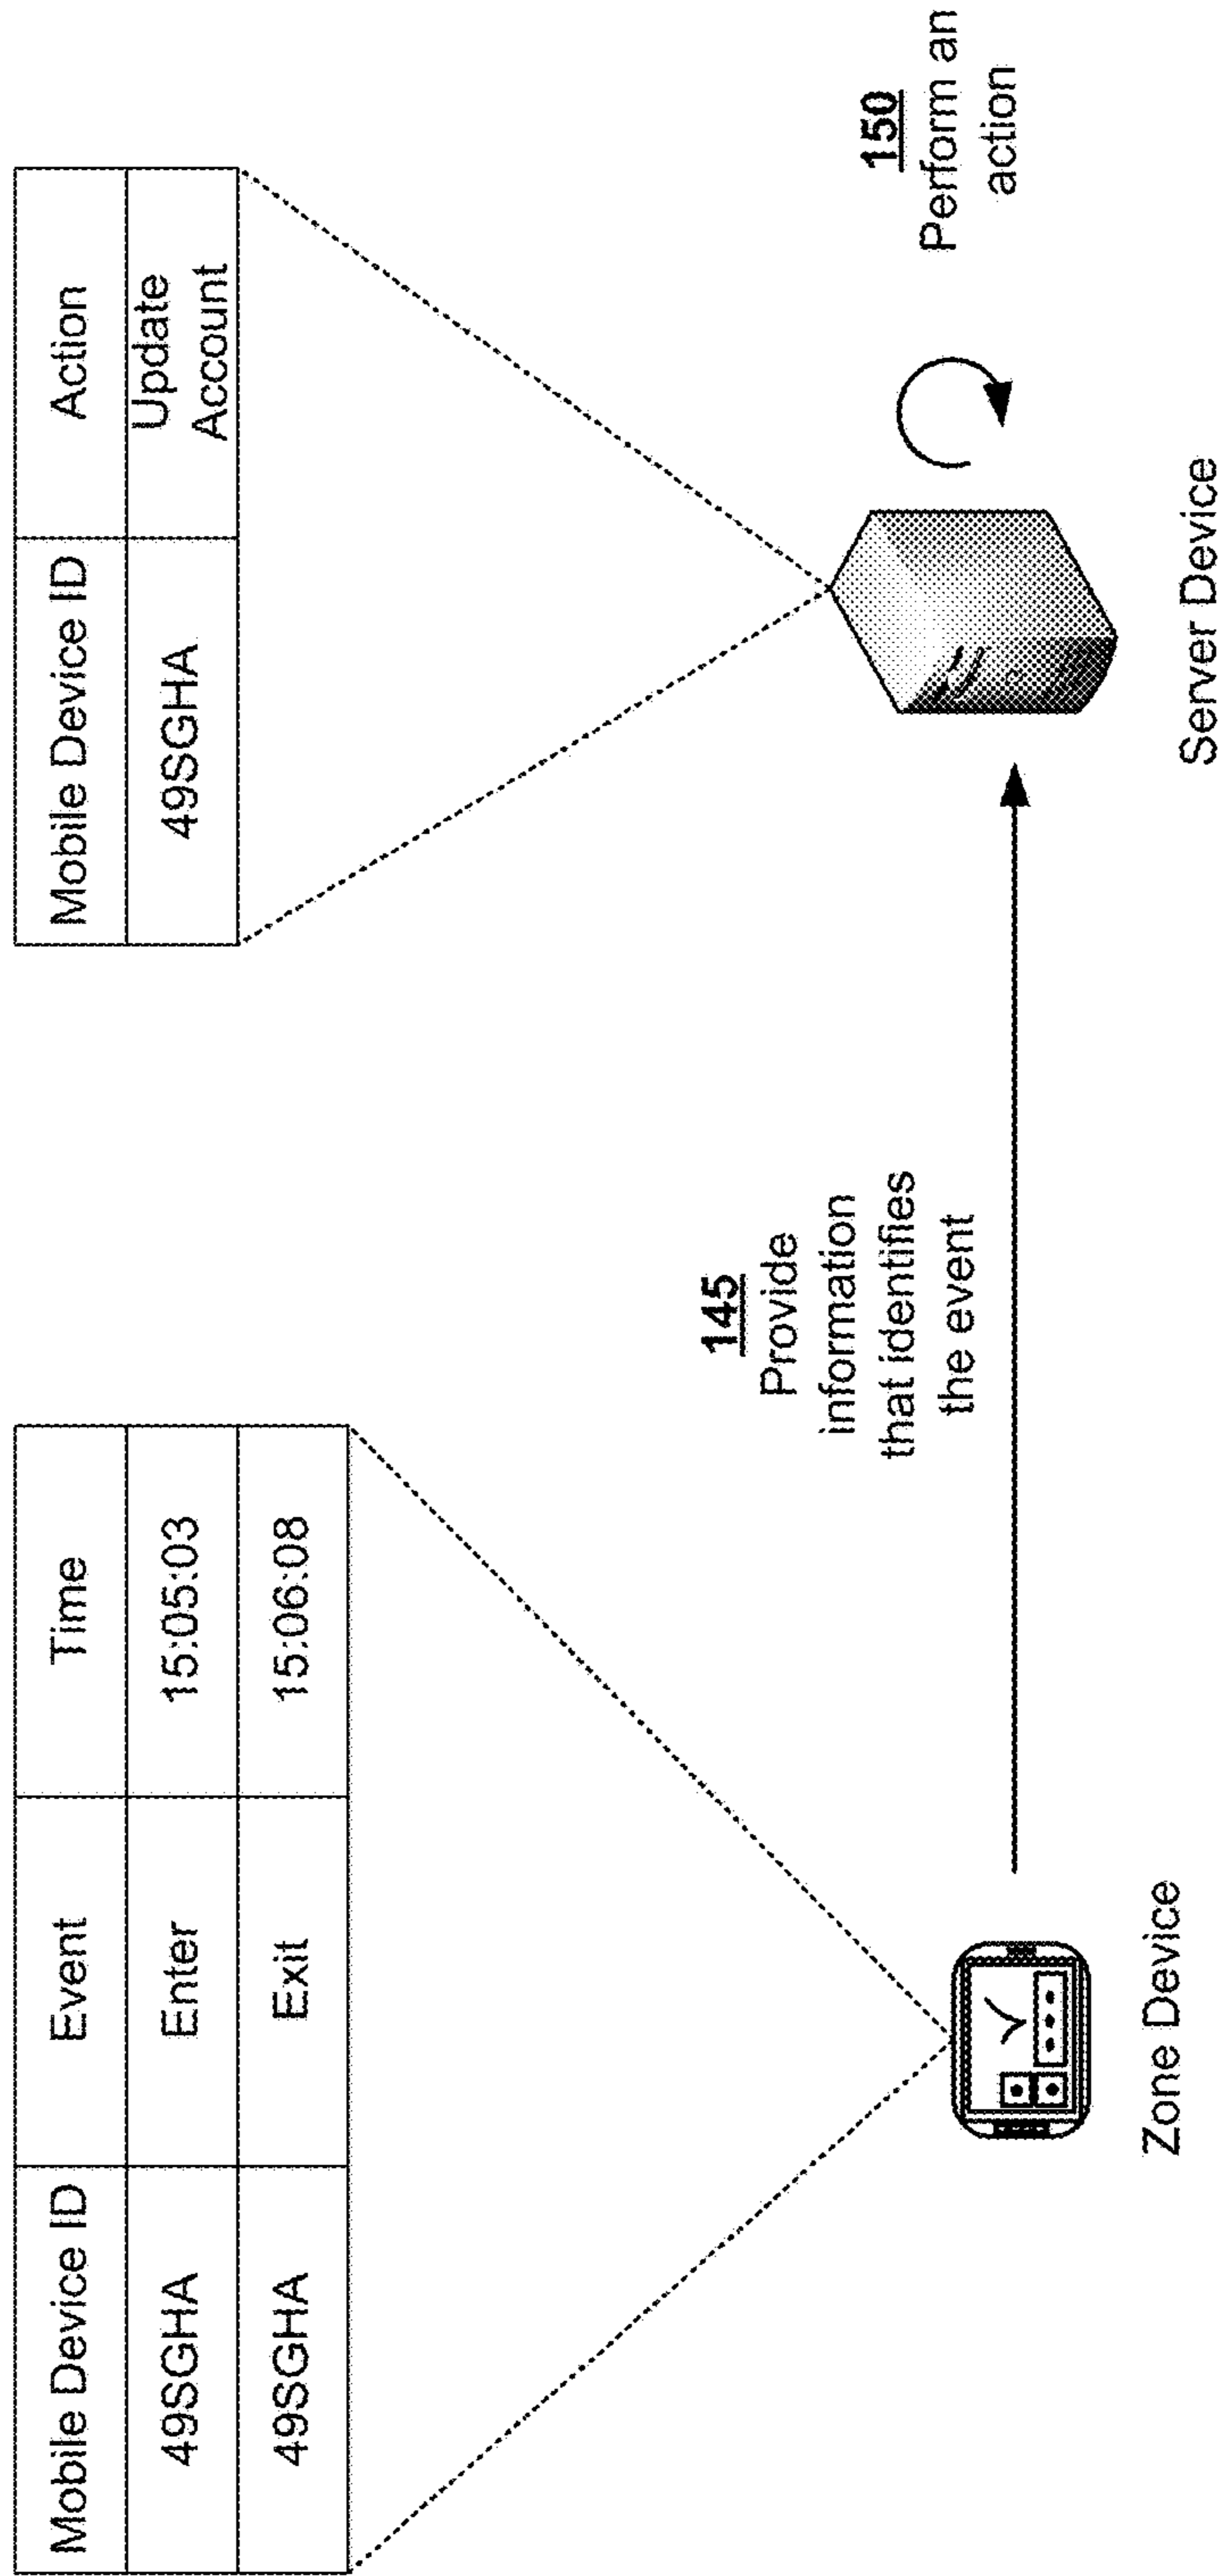 Mobile Device ID Event Time
49SGHA Enter 15:05:03
49SGHA Exit 15:06:08
Mobile Device ID Action
49SGHA Update
Account
145
Provide
information
that identifies
the event
150
Perform an
action
Zone Device
Server Device